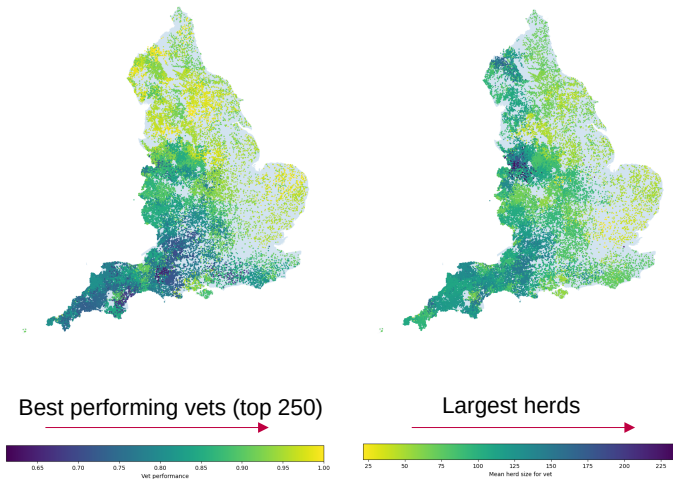 Best performing vets (top 250)
Largest herds
0.65 0.70 0.75 0.80 0.85 0.90 0.95 1.00
Vet performance
25 50 75 100 125 150 175 200 225
Mean herd size for vet